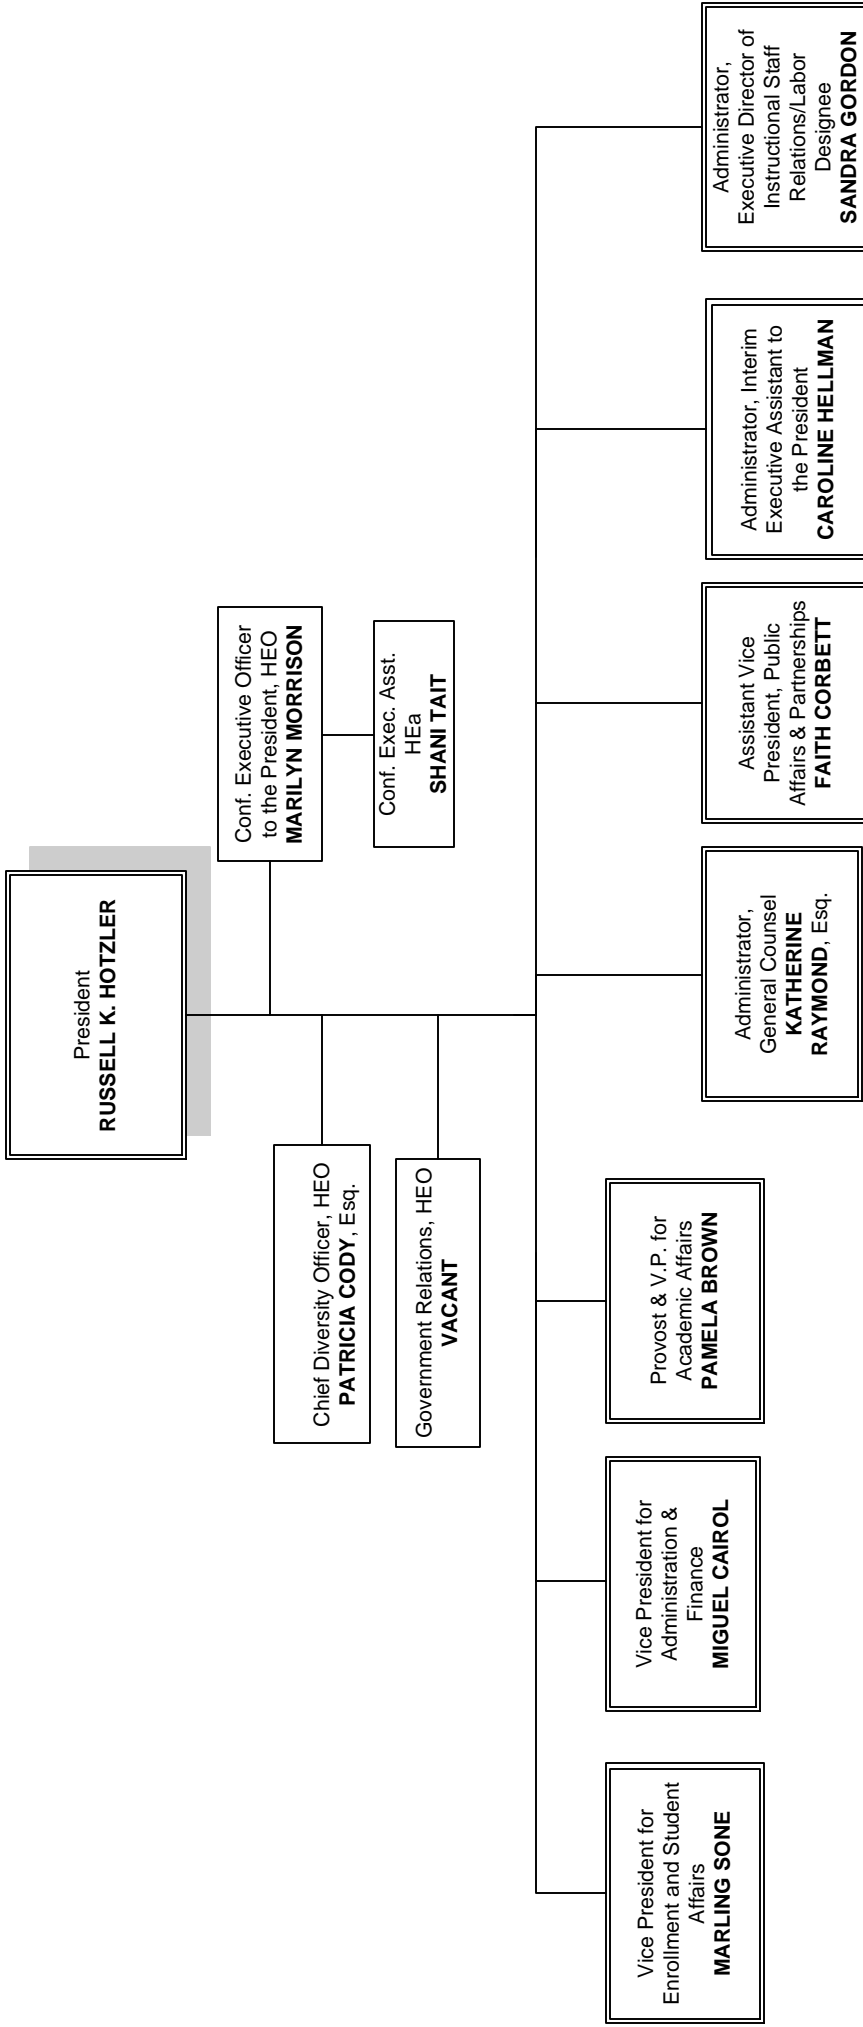 President
RUSSELL K. HOTZLER
Conf. Executive Officer
to the President, HEO
MARILYN MORRISON
Chief Diversity Officer, HEO
PATRICIA CODY, Esq.
Conf. Exec. Asst.
HEa
SHANI TAIT
Government Relations, HEO
VACANT
Vice President for
Enrollment and Student
Affairs
MARLING SONE
Vice President for
Administration &
Finance
MIGUEL CAIROL
Provost & V.P. for
Academic Affairs
PAMELA BROWN
Administrator,
General Counsel
KATHERINE
RAYMOND, Esq.
Assistant Vice
President, Public
Affairs & Partnerships
FAITH CORBETT
Administrator, Interim
Executive Assistant to
the President
CAROLINE HELLMAN
Administrator,
Executive Director of
Instructional Staff
Relations/Labor
Designee
SANDRA GORDON